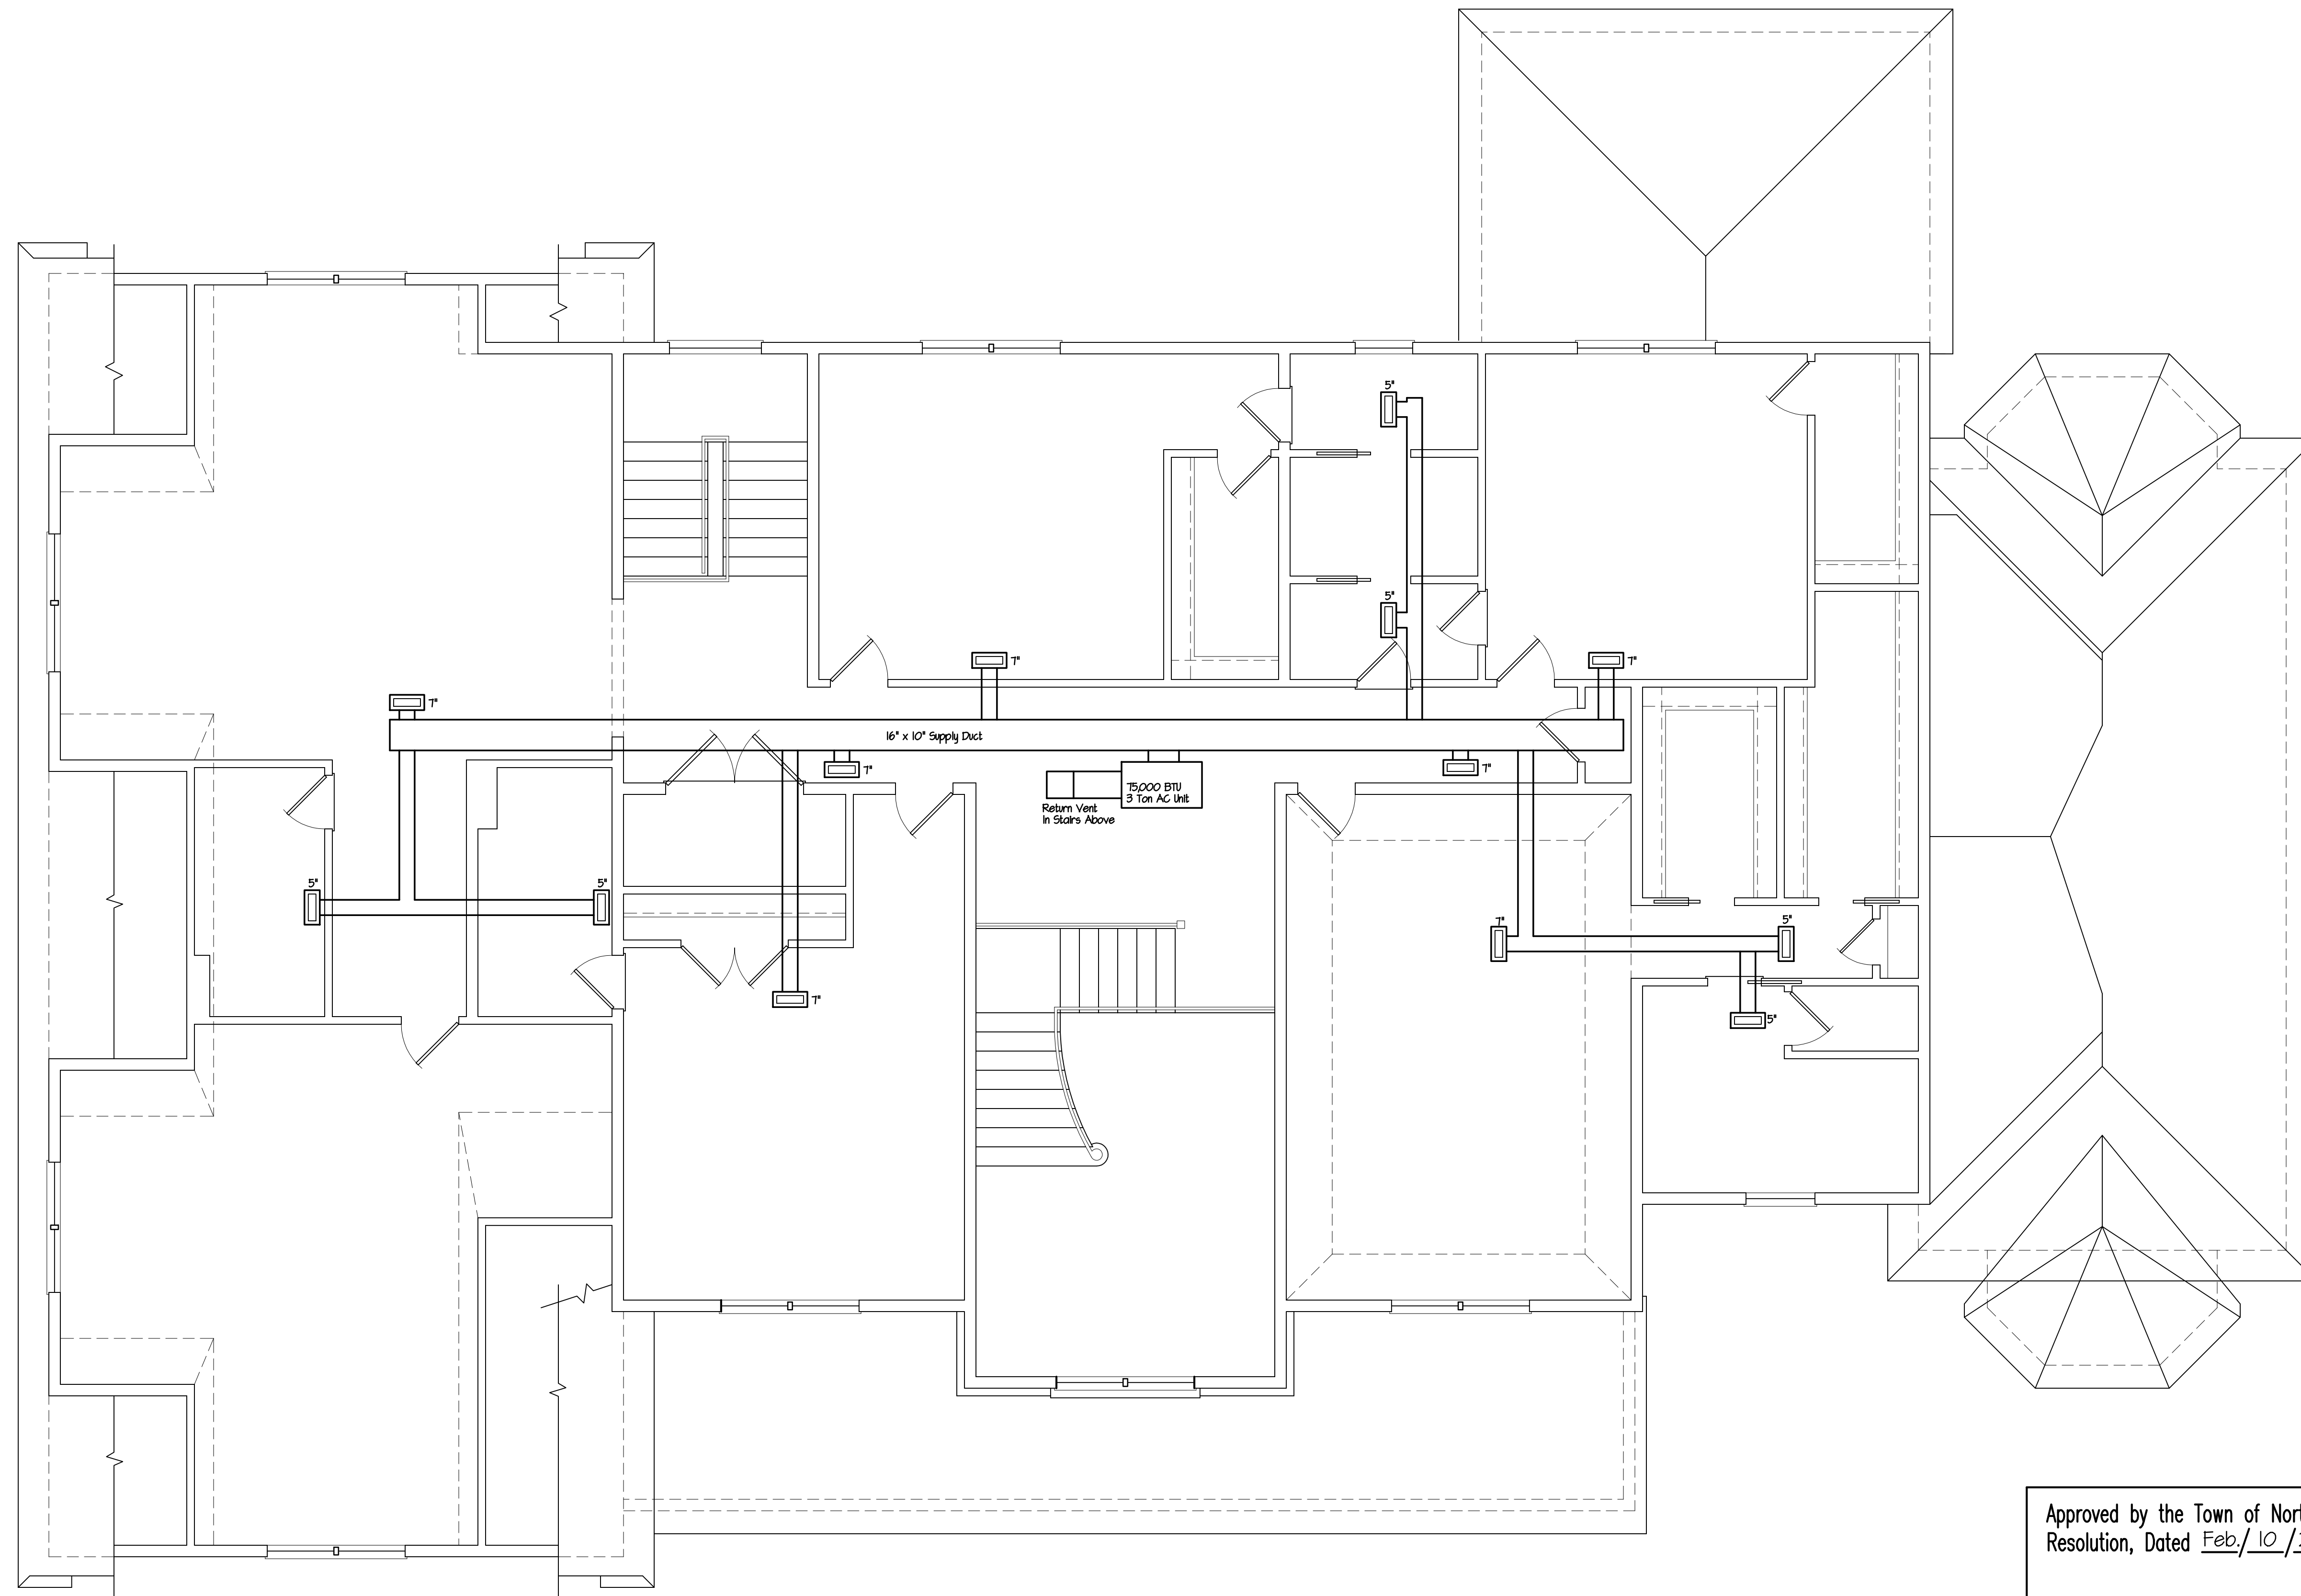 5"
5"
7"
7"
7"
16" x 10" Supply Duct
7"
7"
75,000 BTU
3 Ton AC Unit
Return Vent
In Stairs Above
5"
5"
7"
5"
7"
5"
Approved by the Town of
Resolution, Dated Feb./ 10 /